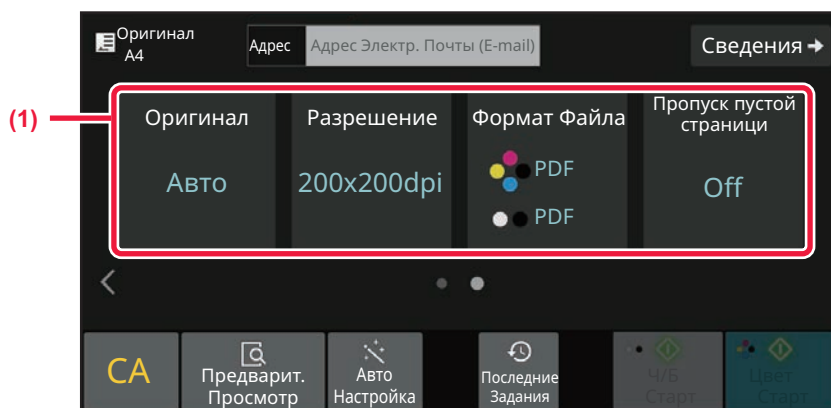 Оригинал
A4
Адрес
Адрес Электр. Почты (E-mail)
Сведения
(1)
Оригинал
Разрешение
Формат Файла
Пропуск пустой
страници
Авто
200x200dpi
PDF
PDF
Off
CA
Предварит.
Просмотр
Авто
Настройка
Последние
Задания
Ч/Б
Старт
Цвет
Старт